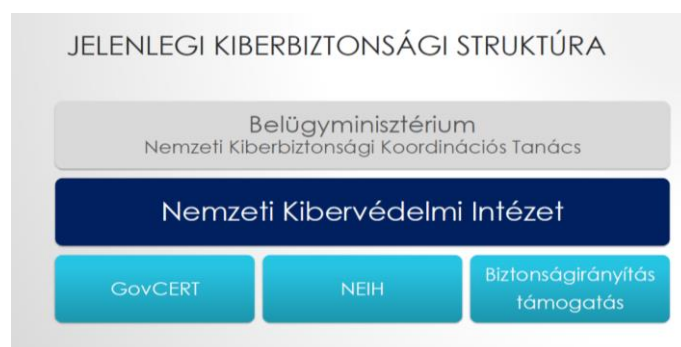 JELENLEGI KIBERBIZTONSÁGI STRUKTÚRA
Belügyminisztérium
Nemzeti Kiberbiztonsági Koordinációs Tanács
Nemzeti Kibervédelmi Intézet
GovCERT
NEIH
Biztonságirányítás
támogatás